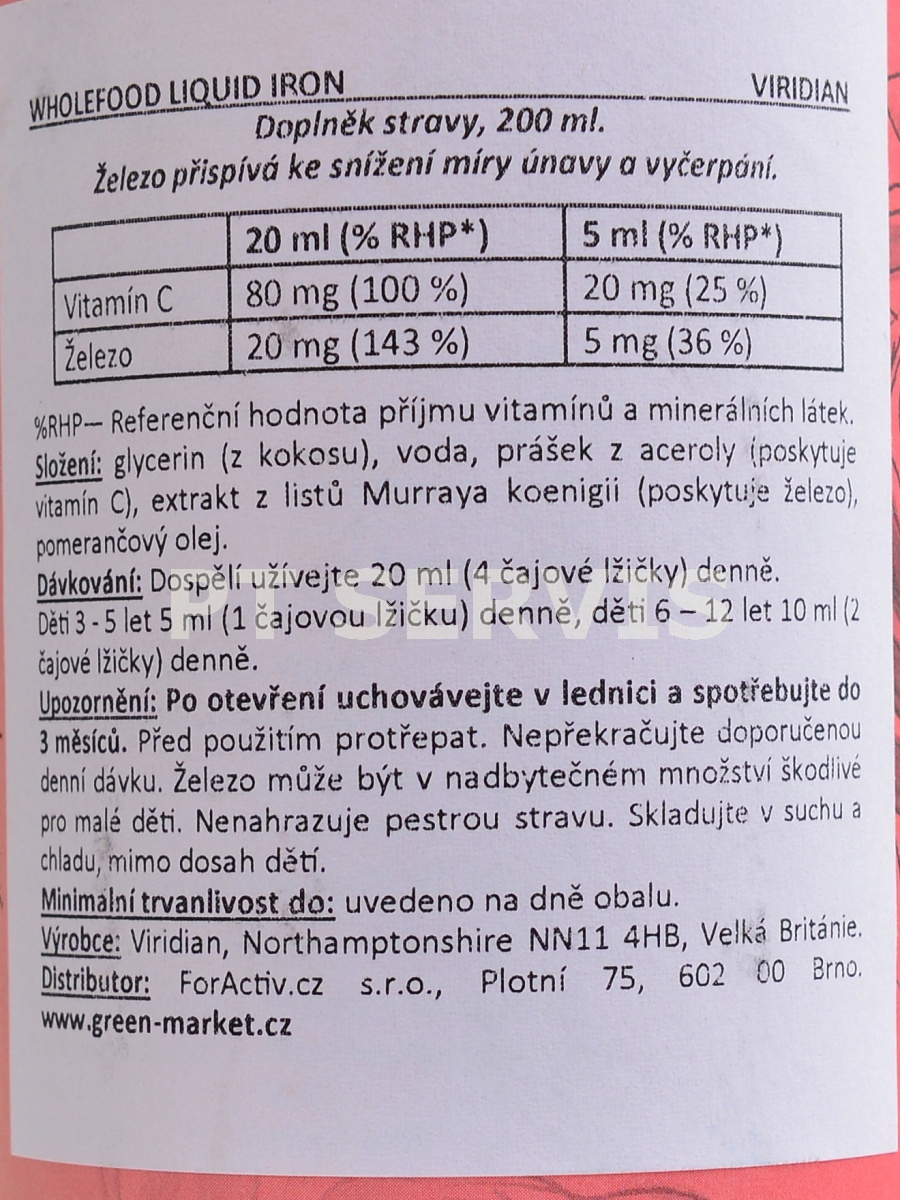 WHOLEFOOD LIQUID IRON VIRIDIAN
Doplněk stravy, 200 ml.
Železo přispívá ke snížení míry únavy a vyčerpání.
20 ml (% RHP*) 5 ml (% RHP*)
Vitamín C 80 mg (100 %) 20 mg (25 %)
Železo 20 mg (143 %) 5 mg (36 %)
%RHP— Referenční hodnota příjmu vitamínů a minerálních látek.
Složení: glycerin (z kokosu), voda, prášek z aceroly (poskytuje
vitamín C), extrakt z listů Murraya koenigii (poskytuje železo),
pomerančový olej.
Dávkování: Dospělí užívejte 20 ml (4 čajové lžičky) denně.
PT SERVIS
Děti 3 - 5 let 5 ml (1 čajovou lžičku) denně, děti 6 – 12 let 10 ml (2
čajové lžičky) denně.
Upozornění: Po otevření uchovávejte v lednici a spotřebujte do
3 měsíců. Před použitím protřepat. Nepřekračujte doporučenou
denní dávku. Železo může být v nadbytečném množství škodlivé
pro malé děti. Nenahrazuje pestrou stravu. Skladujte v suchu a
chladu, mimo dosah dětí.
Minimální trvanlivost do: uvedeno na dně obalu.
Výrobce: Viridian, Northamptonshire NN11 4HB, Velká Británie.
Distributor: ForActiv.cz s.r.o., Plotní 75, 602 00 Brno.
www.green-market.cz